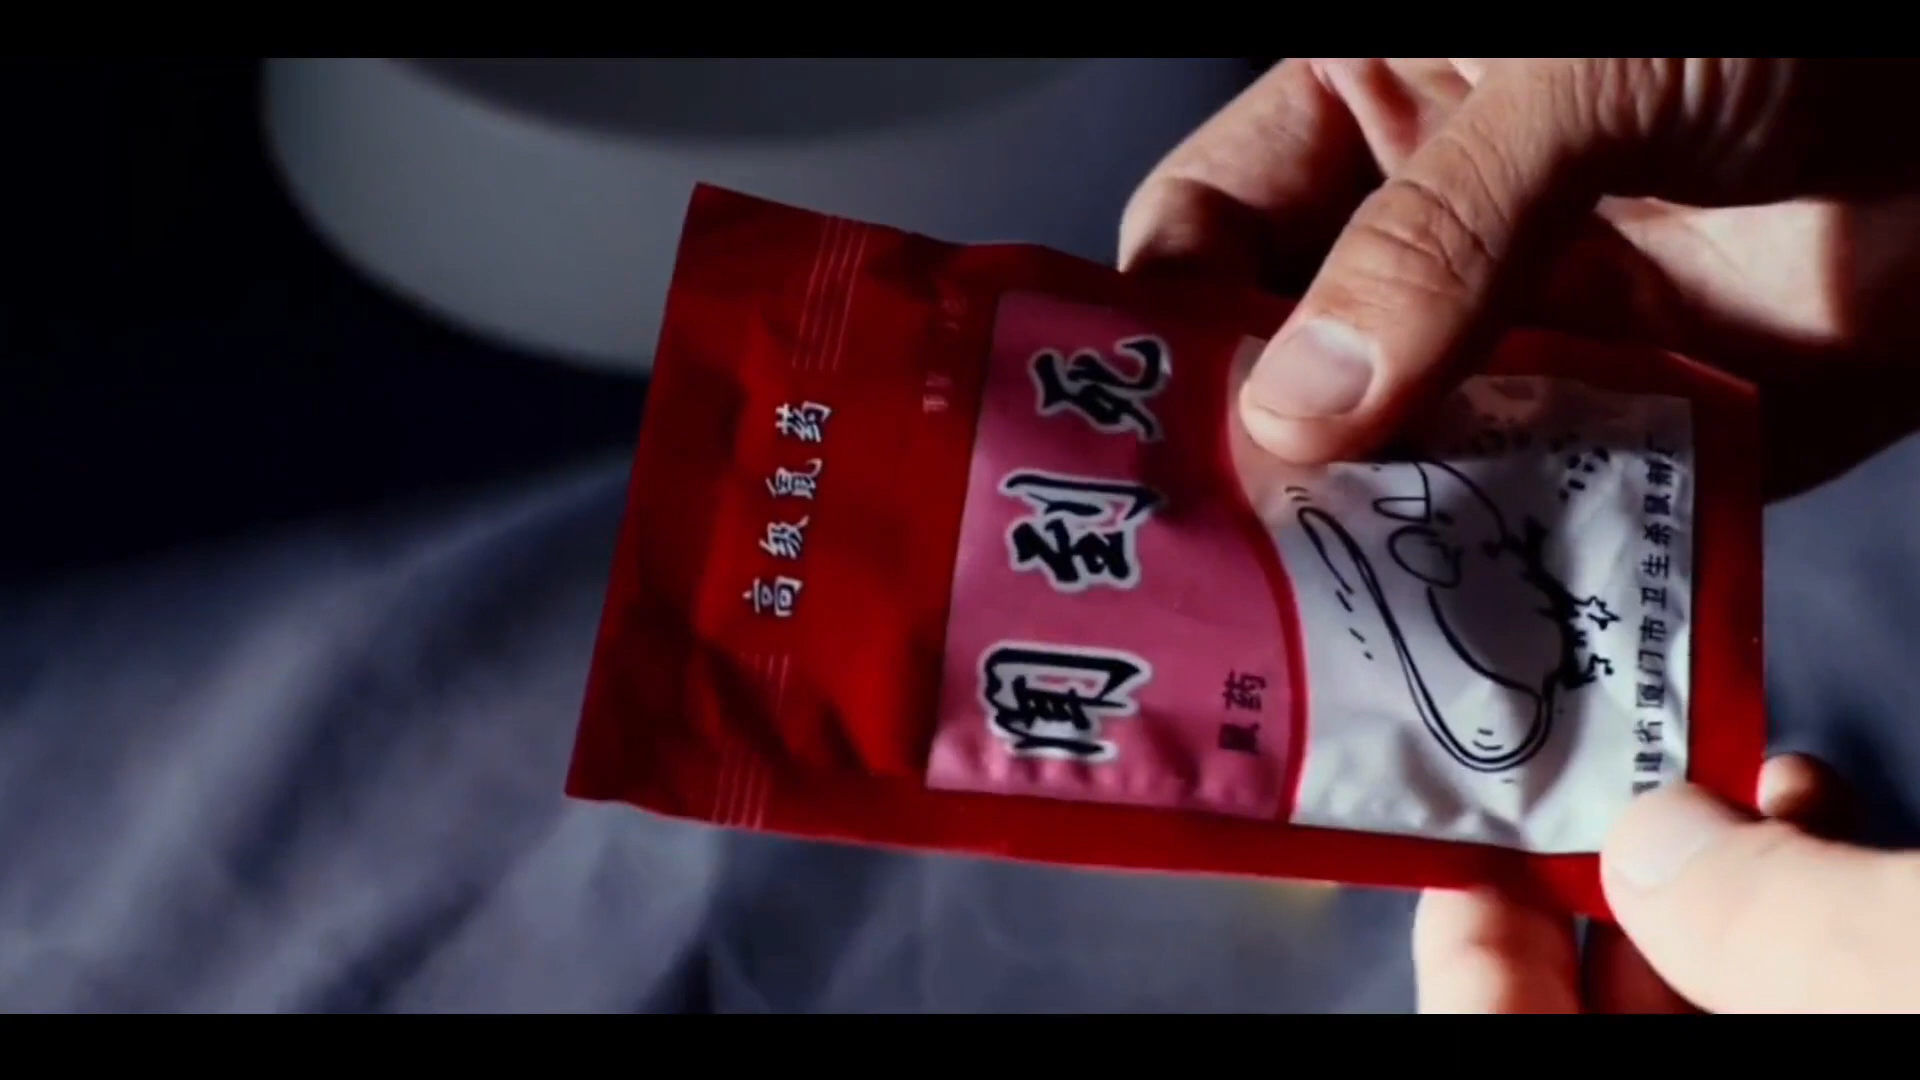 高级鼠药
闻到死
鼠药
福建省厦门市卫生杀鼠剂厂